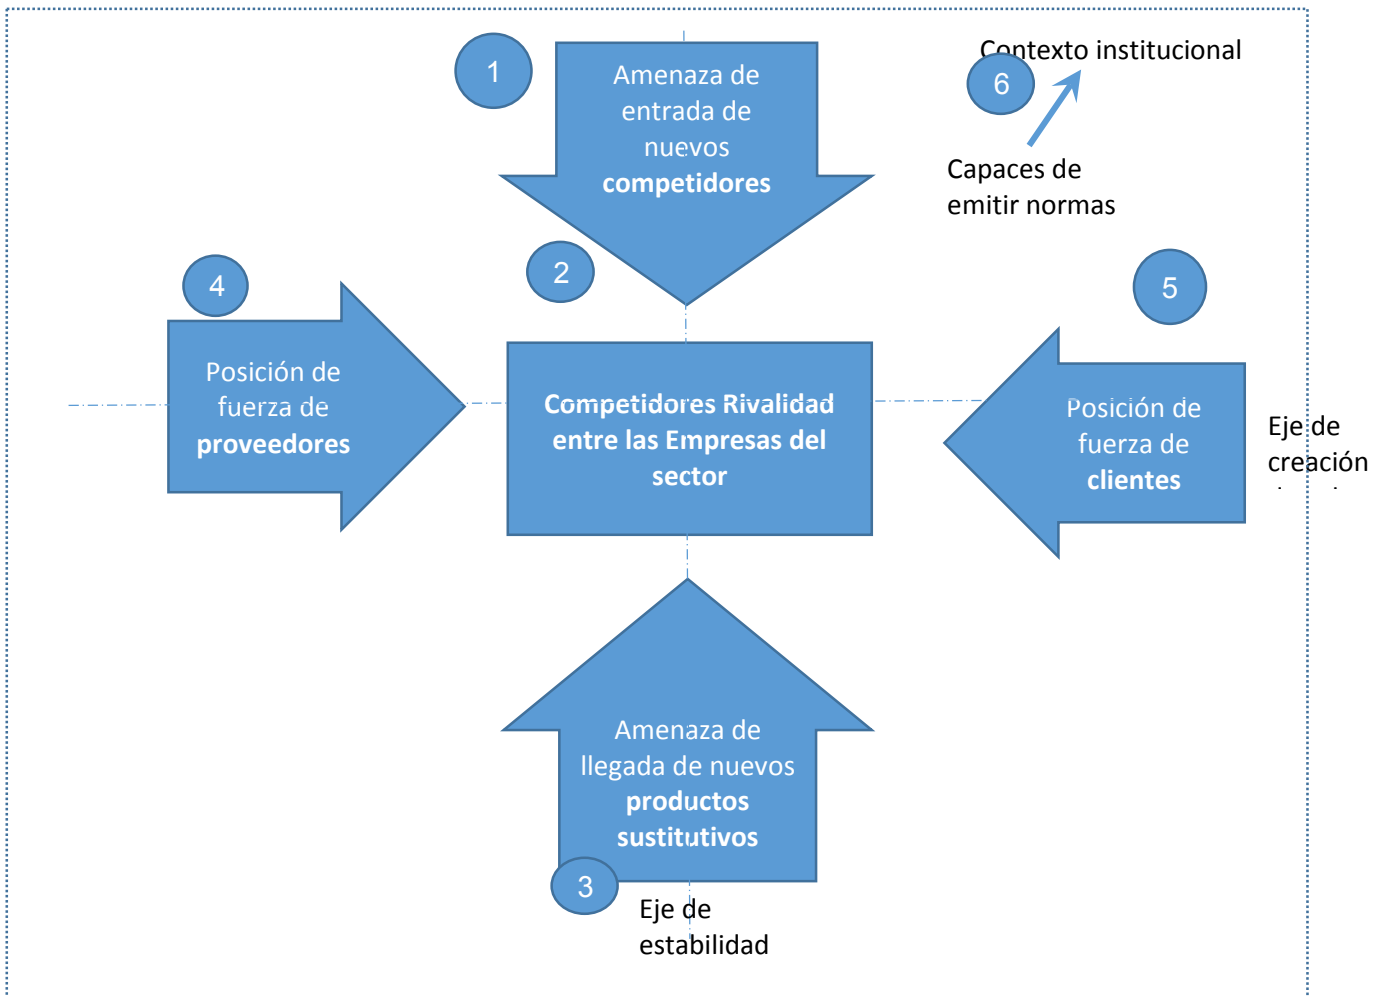 1
Amenaza de
entrada de
nuevos
competidores
Contexto institucional
6
Capaces de
emitir normas
2
4
5
Posición de
fuerza de
proveedores
Competidores Rivalidad
entre las Empresas del
sector
Posición de
fuerza de
clientes
Eje de
creación
Amenaza de
llegada de nuevos
productos
sustitutivos
3
Eje de
estabilidad